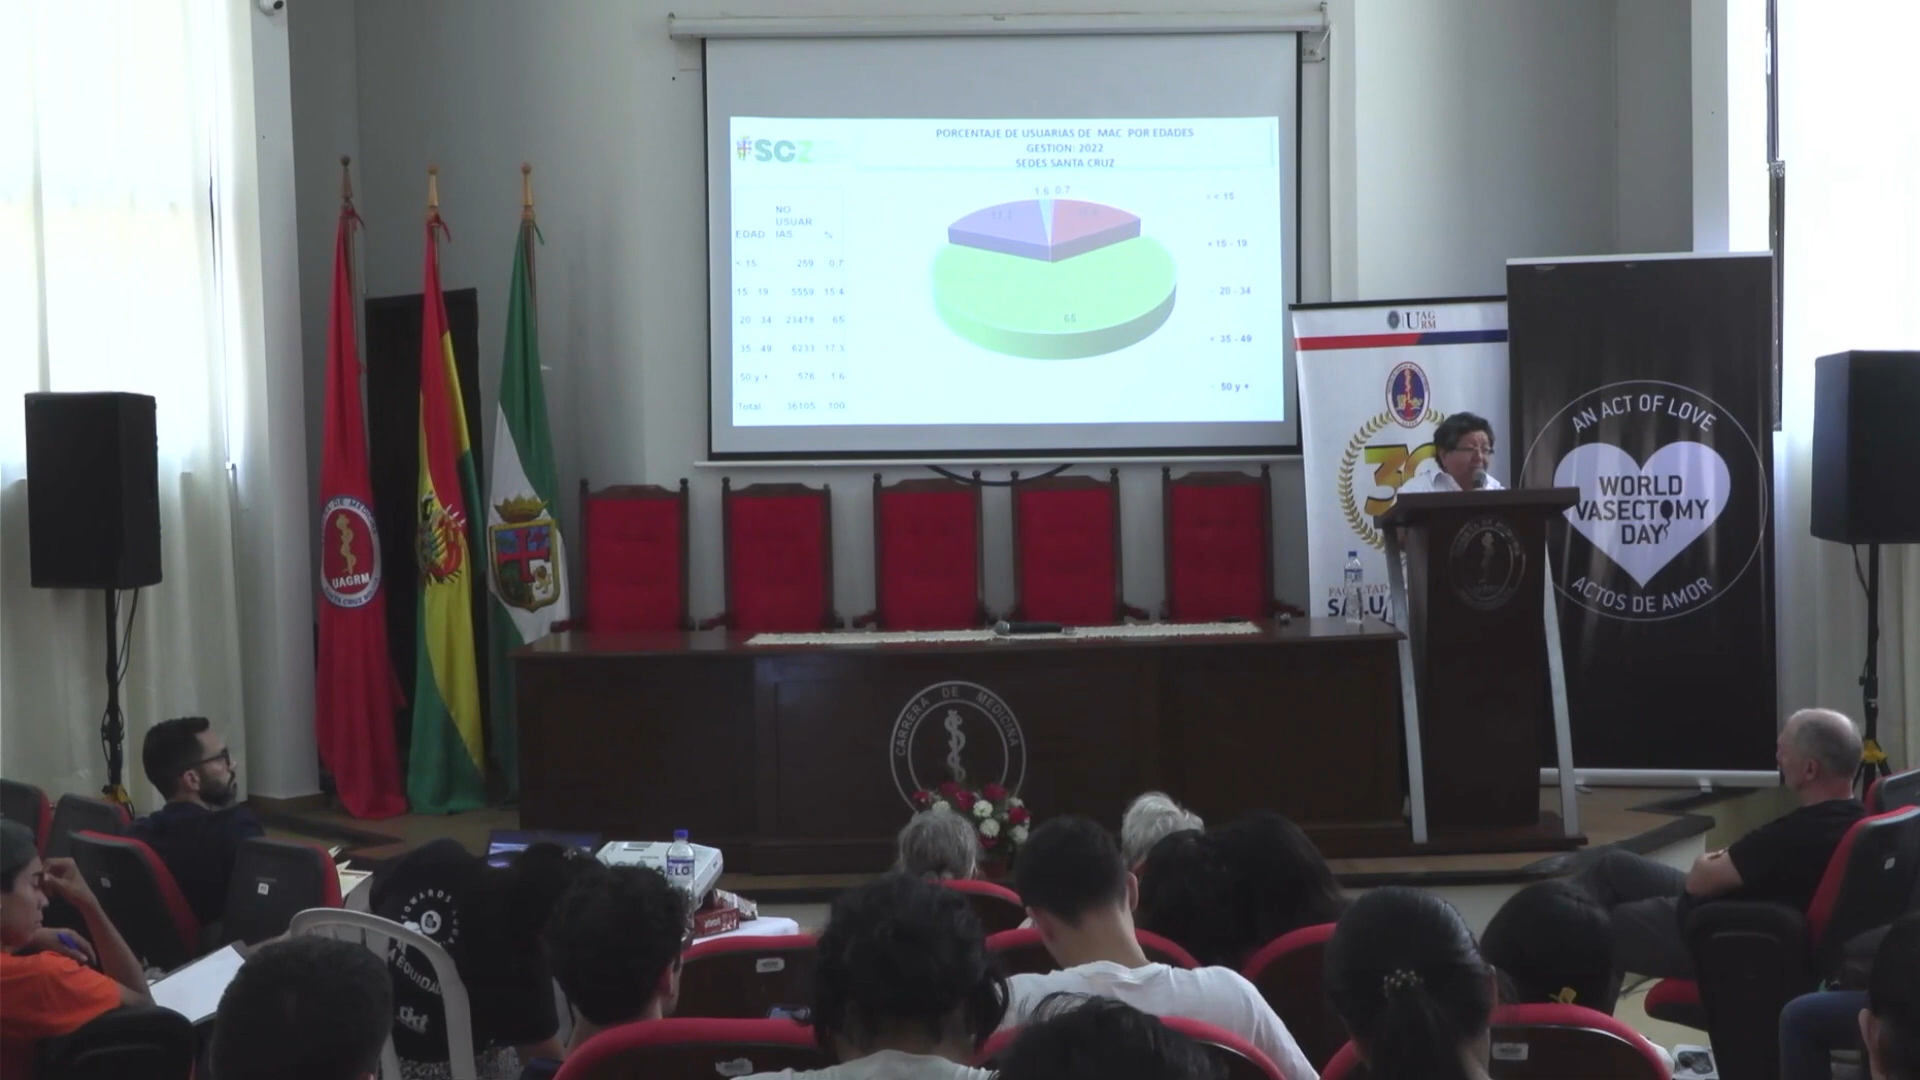 SCZ
PORCENTAJE DE USUARIAS DE MAC POR EDADES
GESTION: 2022
SEDES SANTA CRUZ
EDAD NO USUARIAS %
< 15 259 0.7
15 19 5559 15.4
20 34 23478 65
35 49 6233 17.3
50 y + 576 1.6
Total 36105 100
1.6 0.7
65
< 15
15 - 19
20 - 34
35 - 49
50 y +
UAGRM
AN ACT OF LOVE
WORLD
VASECTOMY
DAY
ACTOS DE AMOR
UAGRM
CARRERA DE MEDICINA